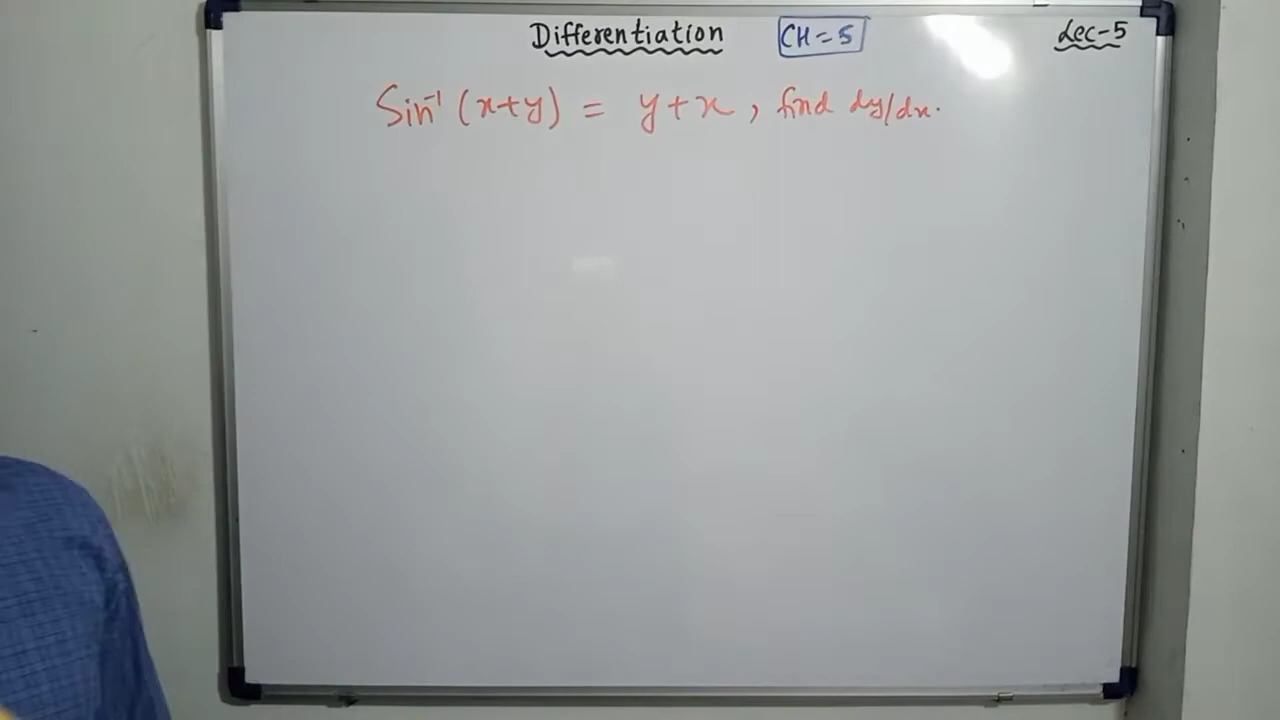 Differentiation CH=5 Lec-5
Sin⁻¹ (x+y) = y+x, find dy/dx.